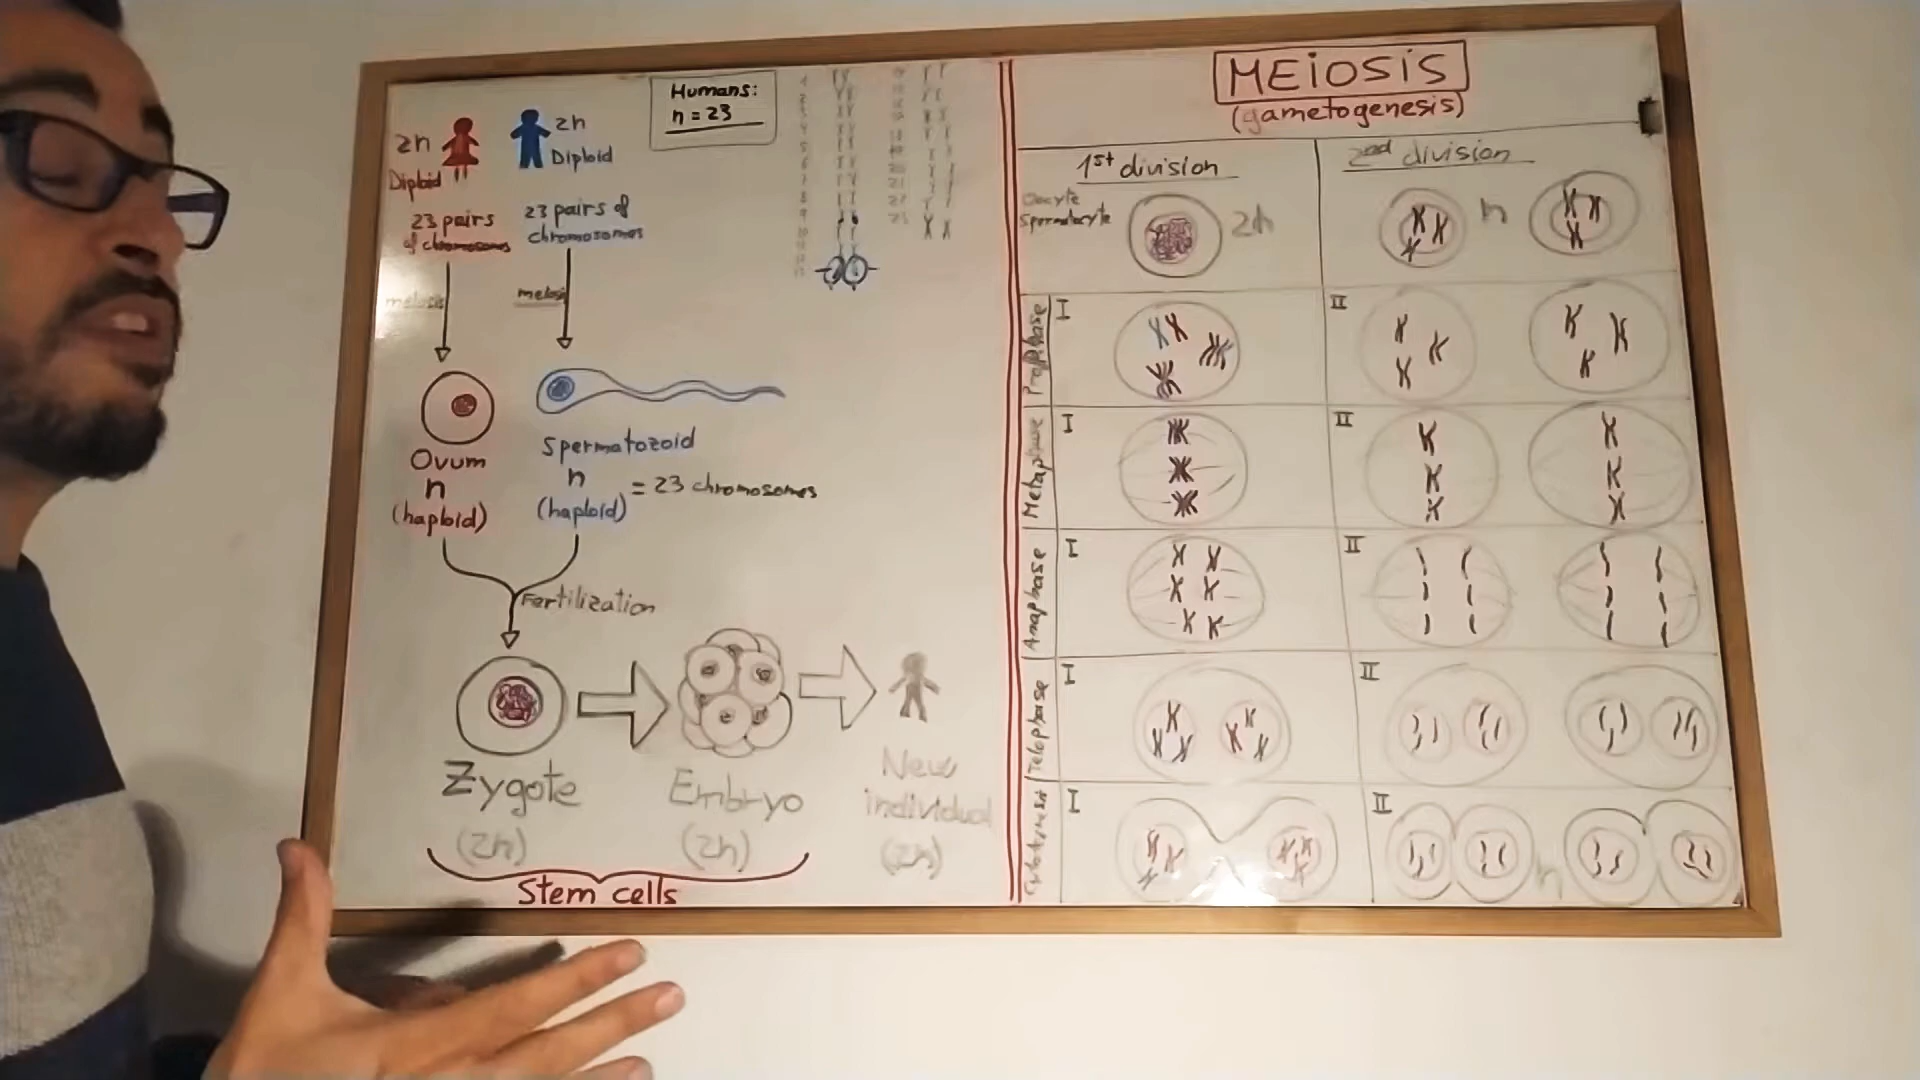 Humans:
n = 23
2n
Diploid
2n
Diploid
23 pairs
of chromosomes
23 pairs of
chromosomes
meiosis
meiosis
Ovum
n
(haploid)
Spermatozoid
n
(haploid)
= 23 chromosomes
Fertilization
Zygote
(2n)
Embryo
(2n)
New
individual
(2n)
Stem cells
MEiOSIS
(gametogenesis)
1st division
2nd division
Oocyte
Spermatocyte
2n
n
Prophase
I
II
Metaphase
I
II
Anaphase
I
II
Telophase
I
II
I
II
n